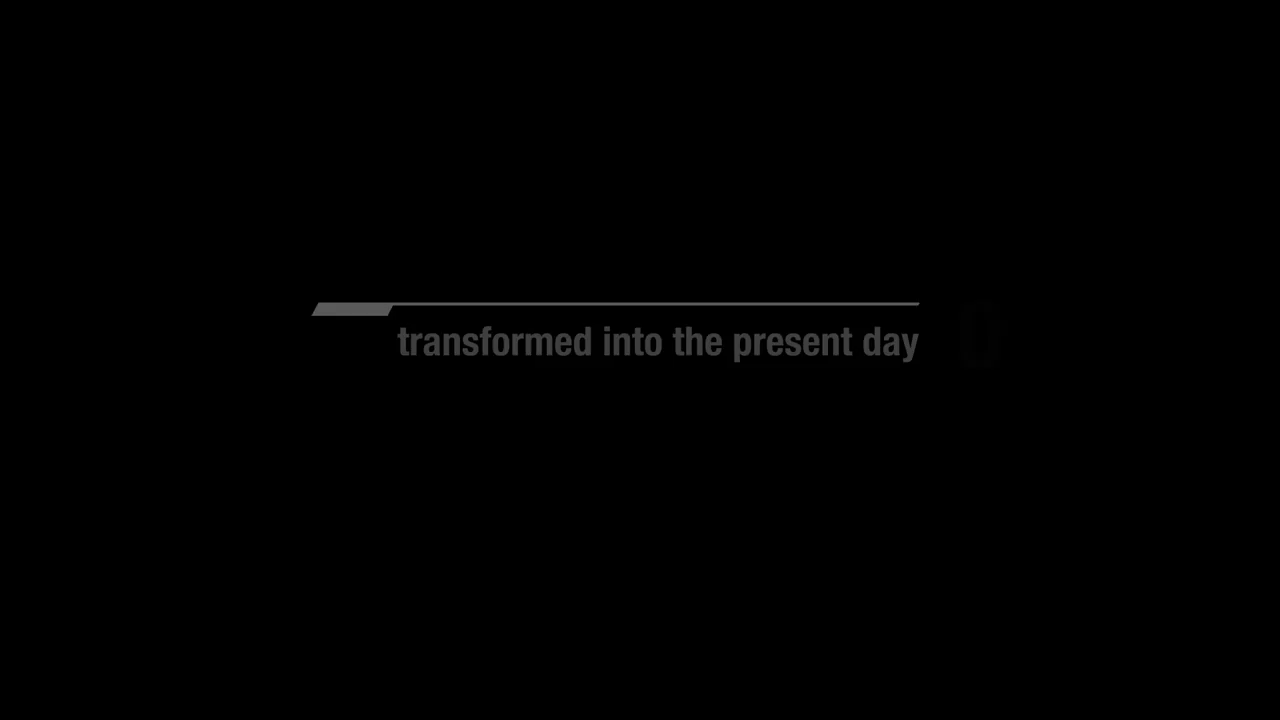 transformed into the present day